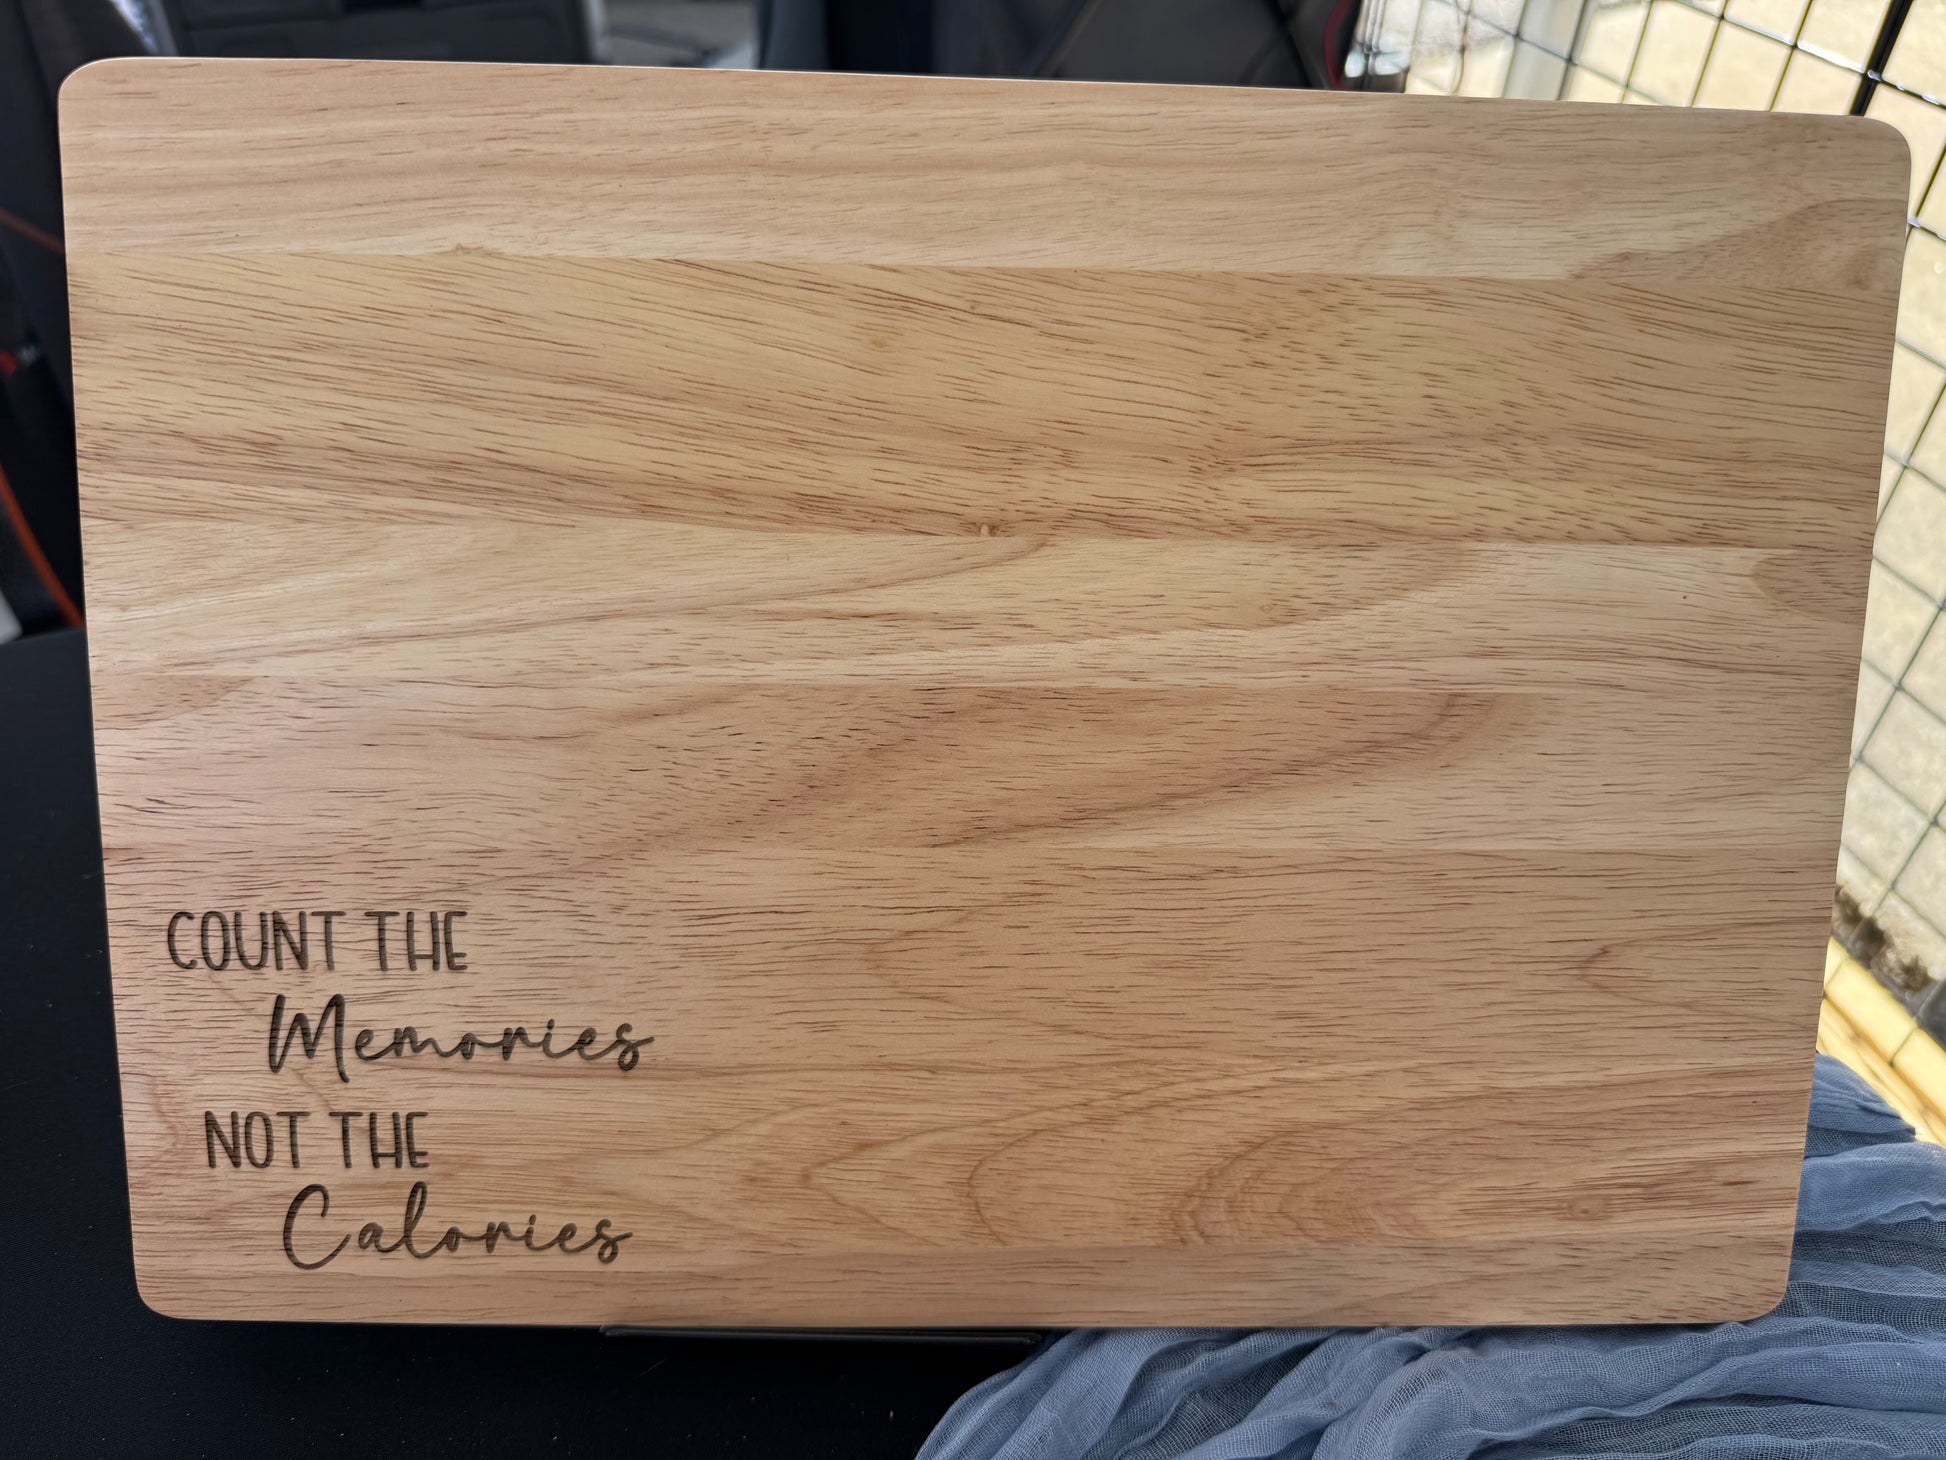 COUNT THE
Memories
NOT THE
Calories